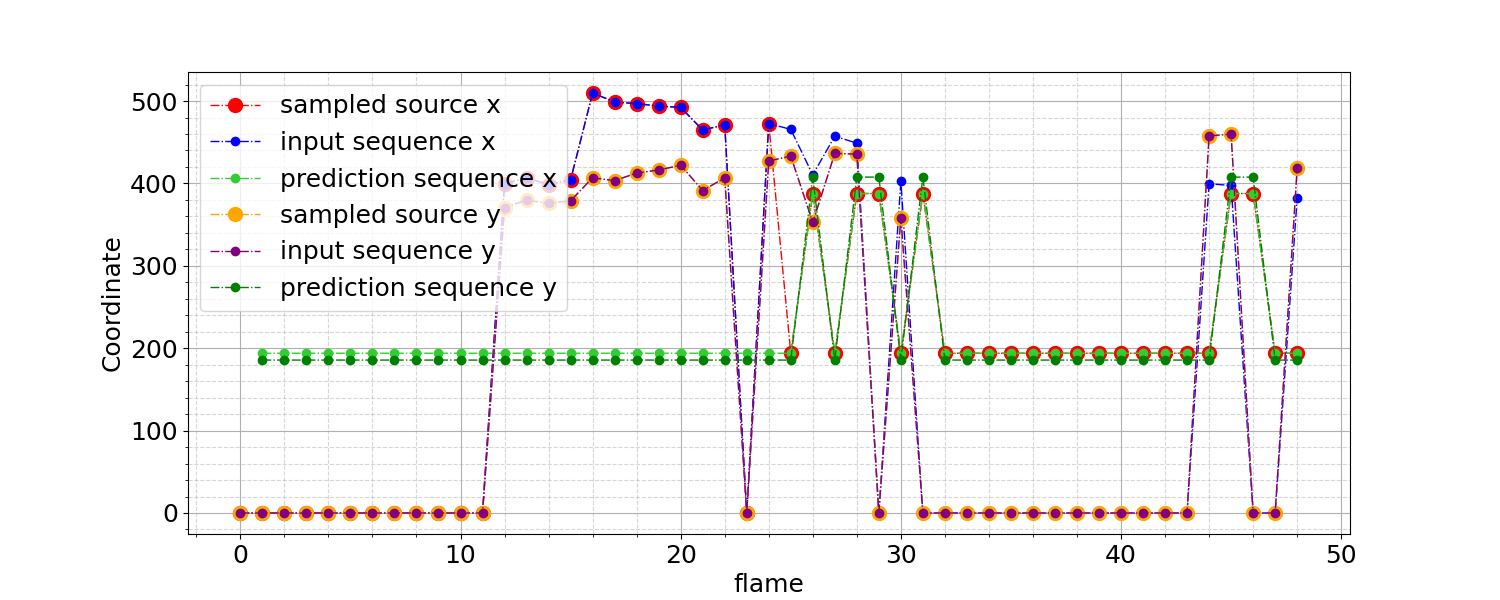 500
400
300
200
100
0
Coordinate
sampled source x
input sequence x
prediction sequence x
sampled source y
input sequence y
prediction sequence y
0 10 20 30 40 50
flame